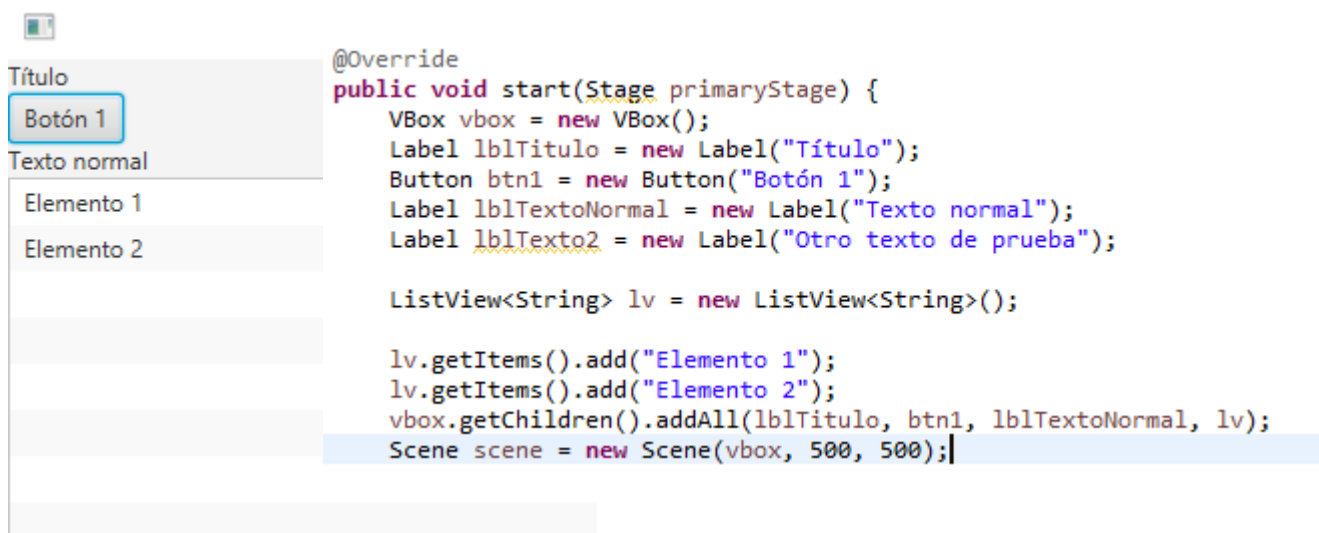 Título
Botón 1
Texto normal
Elemento 1
Elemento 2
@Override
public void start(Stage primaryStage) {
    VBox vbox = new VBox();
    Label lblTitulo = new Label("Título");
    Button btn1 = new Button("Botón 1");
    Label lblTextoNormal = new Label("Texto normal");
    Label lblTexto2 = new Label("Otro texto de prueba");
    ListView<String> lv = new ListView<String>();
    lv.getItems().add("Elemento 1");
    lv.getItems().add("Elemento 2");
    vbox.getChildren().addAll(lblTitulo, btn1, lblTextoNormal, lv);
    Scene scene = new Scene(vbox, 500, 500);